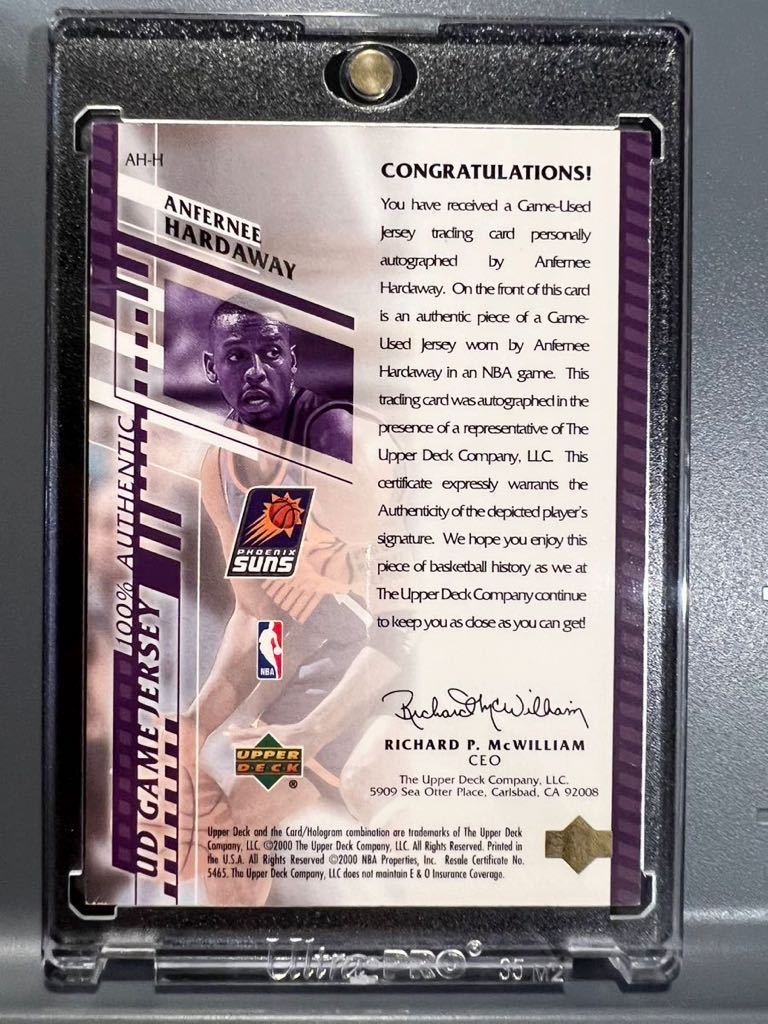 AH-H
ANFERNEE
HARDAWAY
100% AUTHENTIC
UD GAME JERSEY
PHOENIX
SUNS
NBA
UPPER
DECK
®
CONGRATULATIONS!
You have received a Game-Used
Jersey trading card personally
autographed by Anfernee
Hardaway. On the front of this card
is an authentic piece of a Game-
Used Jersey worn by Anfernee
Hardaway in an NBA game. This
trading card was autographed in the
presence of a representative of The
Upper Deck Company, LLC. This
certificate expressly warrants the
Authenticity of the depicted player's
signature. We hope you enjoy this
piece of basketball history as we at
The Upper Deck Company continue
to keep you as close as you can get!
Richard P. McWilliam
RICHARD P. McWILLIAM
CEO
The Upper Deck Company, LLC.
5909 Sea Otter Place, Carlsbad, CA 92008
Upper Deck and the Card/Hologram combination are trademarks of The Upper Deck
Company, LLC. ©2000 The Upper Deck Company, LLC. All Rights Reserved. Printed in
the U.S.A. All Rights Reserved ©2000 NBA Properties, Inc. Resale Certificate No.
5465. The Upper Deck Company, LLC does not maintain E & O Insurance Coverage.
Ultra•PRO® 35